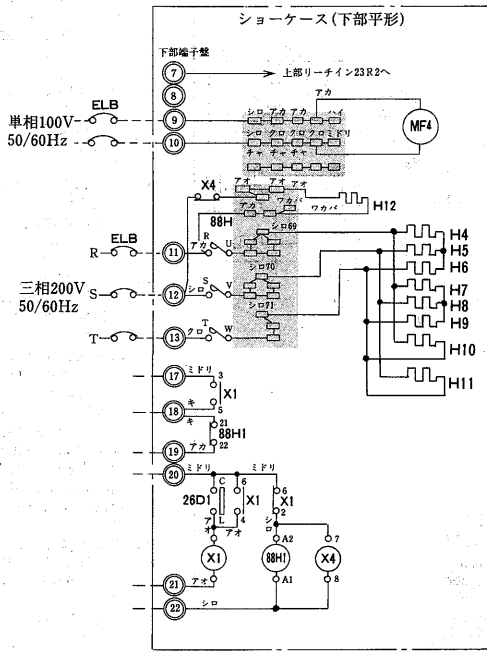 ショーケース(下部平形)
下部端子盤
7 上部リーチイン23R2へ
8
単相100V
50/60Hz
ELB
9 シロ アカ アカ アカ ハイ
10 シロ クロ クロ クロ ミドリ
チャ チャ チャ
MF4
X4 アオ アオ アオ
88H アカ ワカバ ワカバ
H12
三相200V
50/60Hz
R ELB 11 アカ R U シロ69
S 12 シロ S V シロ70
T 13 クロ T W シロ71
H4
H5
H6
H7
H8
H9
H10
H11
17 ミドリ 3
X1
18 キ 5
キ 21
88H1
19 アカ 22
20 ミドリ ミドリ
26D1 C L
6 X1 4
6 X1 2
アオ アオ シロ
X1
A2 88H1 A1
7 X4 8
21 アオ
22 シロ